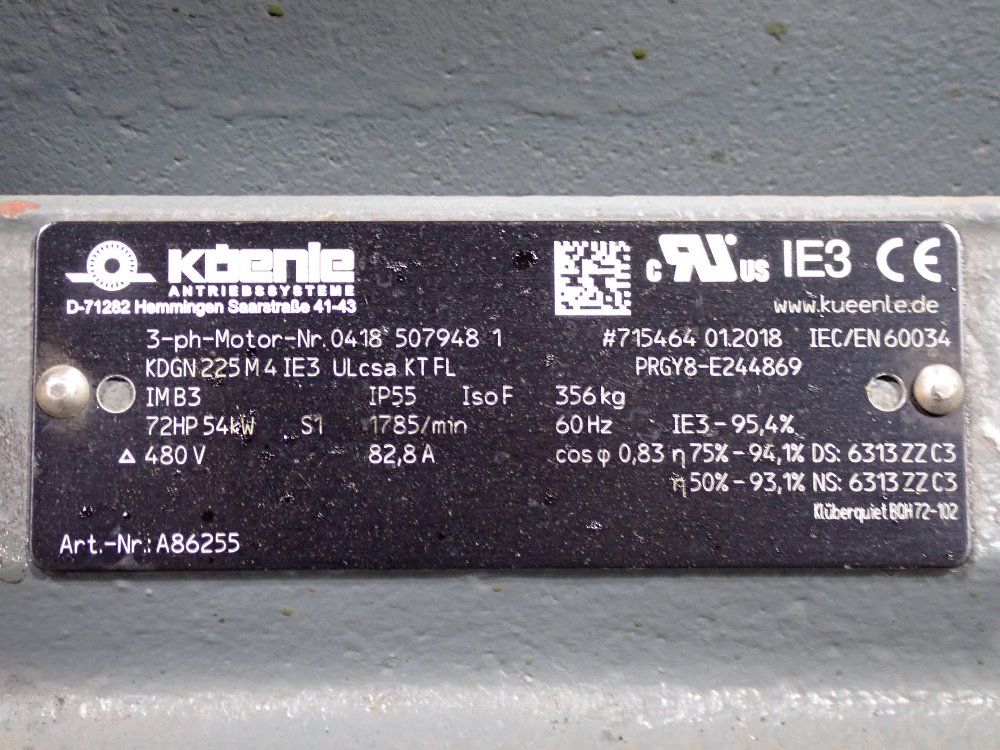 Küenle
ANTRIEBSSYSTEME
D-71282 Hemmingen Saarstraße 41-43
c RU us IE3 CE
www.kueenle.de
3-ph-Motor-Nr. 0418 507948 1 #715464 01.2018 IEC/EN 60034
KDGN 225 M 4 IE3 ULcsa KT FL PRGY8-E244869
IM B3 IP55 Iso F 356 kg
72HP 54kW S1 1785/min 60 Hz IE3 - 95,4%
△ 480 V 82,8 A cos φ 0,83 η 75% - 94,1% DS: 6313 ZZ C3
η 50% - 93,1% NS: 6313 ZZ C3
Klüberquiet BQH 72-102
Art.-Nr.: A86255